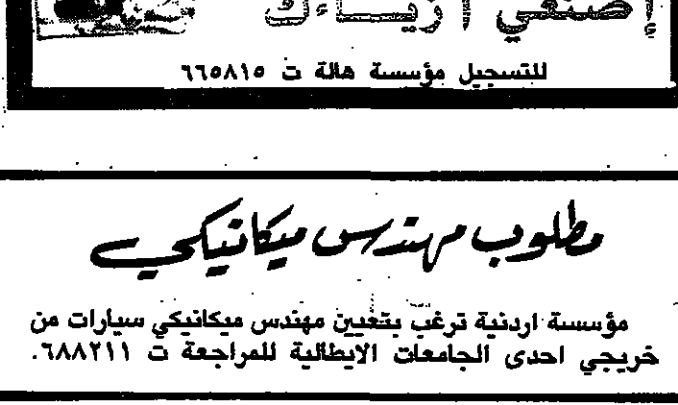 إصنعي أزيـــاءك
للتسجيل مؤسسة هالة ت ٦٦٥٨١٥
مطلوب مهندس ميكانيكي
مؤسسة اردنية ترغب بتعيين مهندس ميكانيكي سيارات من
خريجي احدى الجامعات الايطالية للمراجعة ت ٦٨٨٢١١.